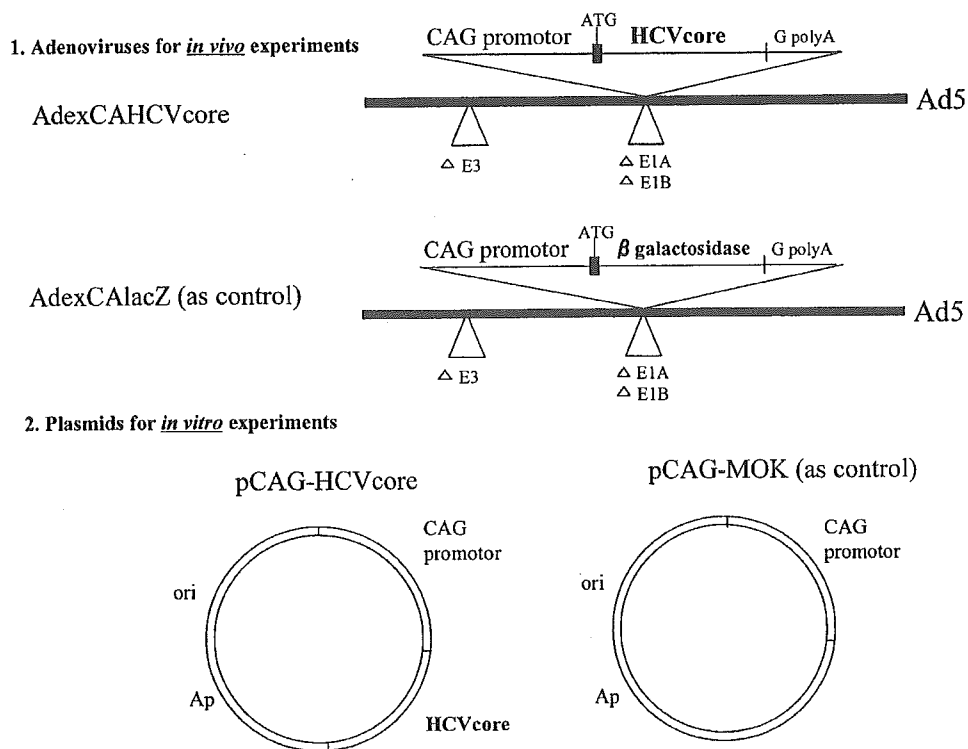 1. Adenoviruses for in vivo experiments
CAG promotor
ATG
HCVcore
G polyA
AdexCAHCVcore
Ad5
△ E3
△ E1A
△ E1B
CAG promotor
ATG
β galactosidase
G polyA
AdexCAlacZ (as control)
Ad5
△ E3
△ E1A
△ E1B
2. Plasmids for in vitro experiments
pCAG-HCVcore
CAG
promotor
ori
Ap
HCVcore
pCAG-MOK (as control)
CAG
promotor
ori
Ap